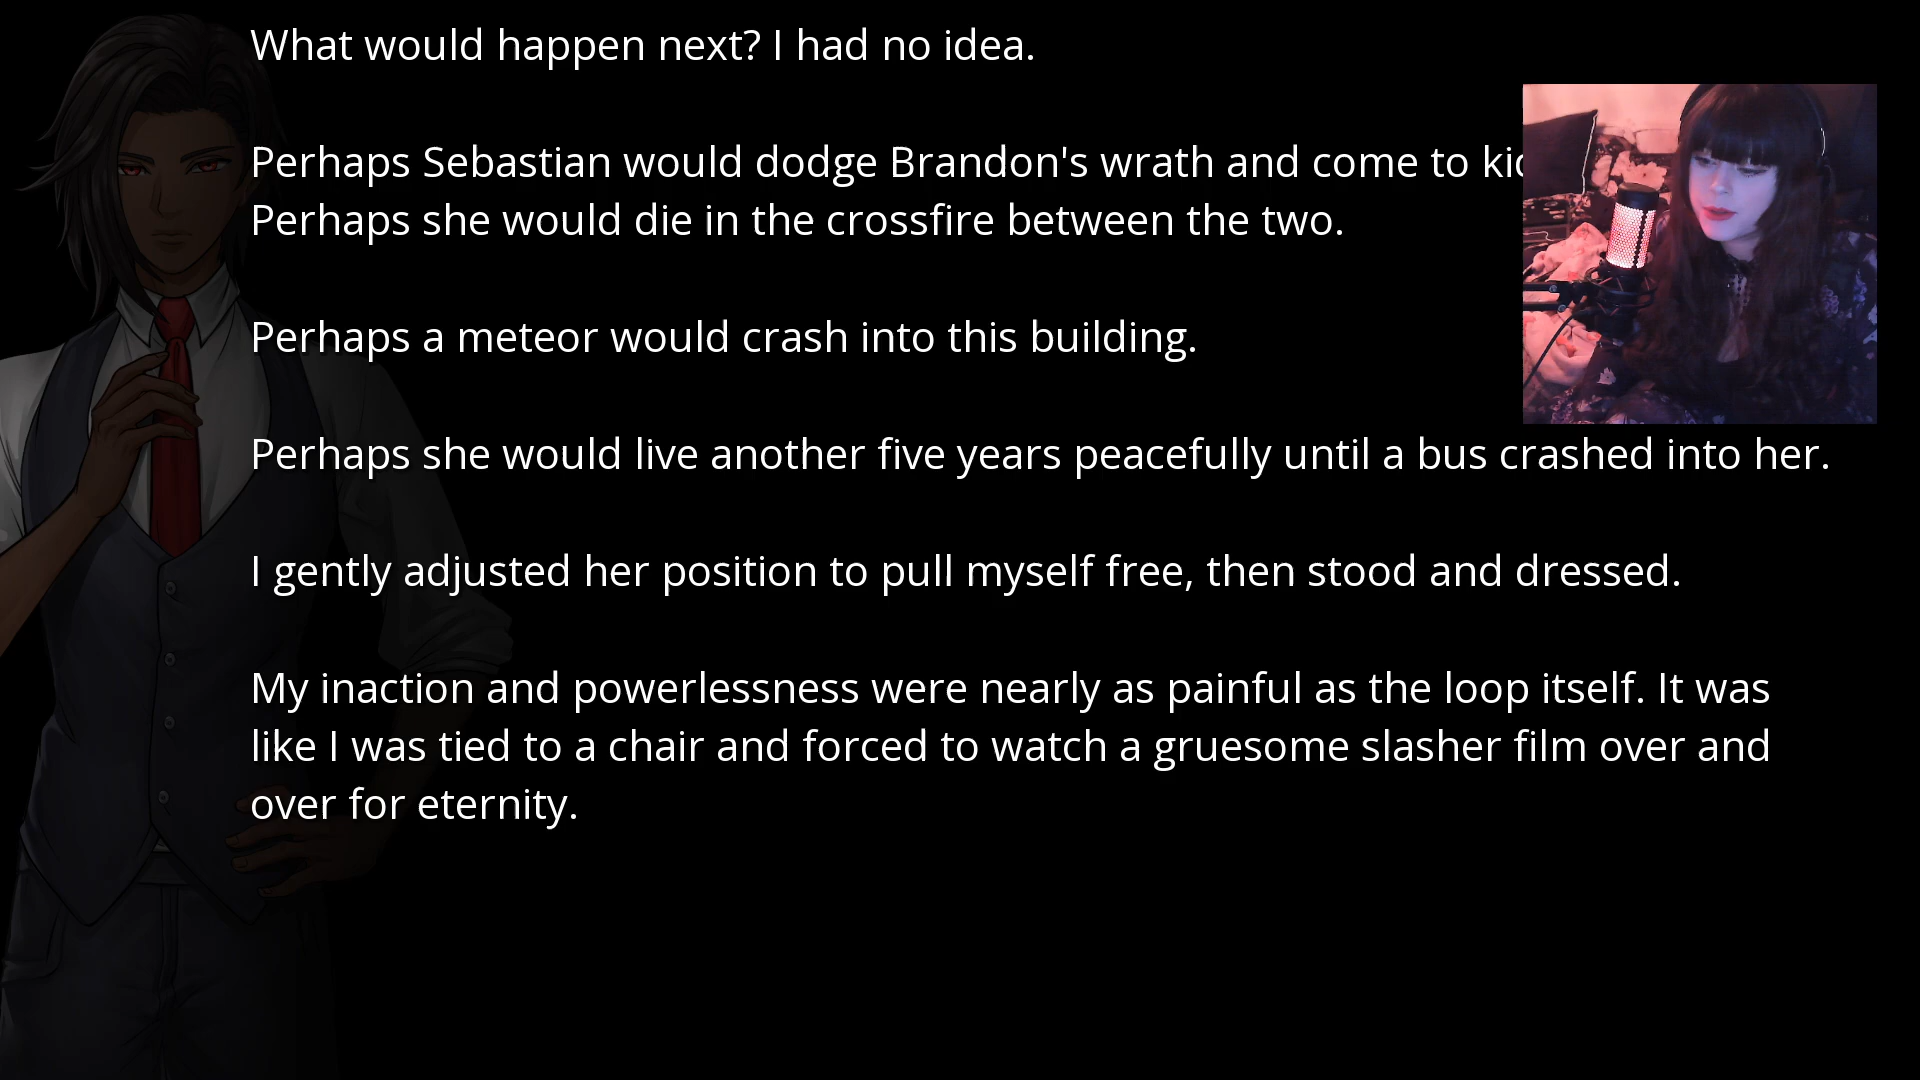 What would happen next? I had no idea.
Perhaps Sebastian would dodge Brandon's wrath and come to
Perhaps she would die in the crossfire between the two.
Perhaps a meteor would crash into this building.
Perhaps she would live another five years peacefully until a bus crashed into her.
I gently adjusted her position to pull myself free, then stood and dressed.
My inaction and powerlessness were nearly as painful as the loop itself. It was
like I was tied to a chair and forced to watch a gruesome slasher film over and
over for eternity.